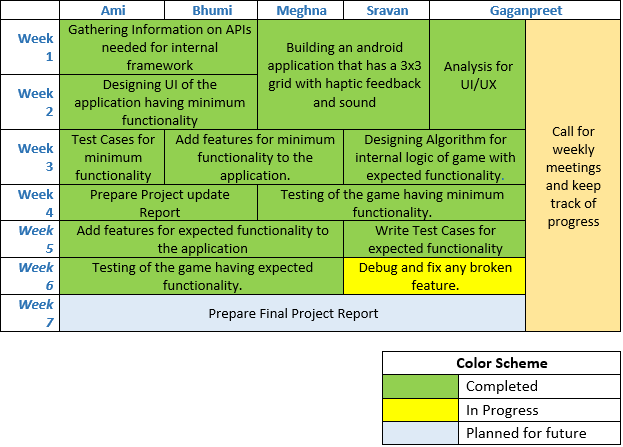 Ami Bhumi Meghna Sravan Gaganpreet
Week
1
Gathering Information on APIs
needed for internal
framework
Building an android
application that has a 3x3
grid with haptic feedback
and sound
Analysis for
UI/UX
Call for
weekly
meetings
and keep
track of
progress
Week
2
Designing UI of the
application having minimum
functionality
Week
3
Test Cases for
minimum
functionality
Add features for minimum
functionality to the
application.
Designing Algorithm for
internal logic of game with
expected functionality.
Week
4
Prepare Project update
Report
Testing of the game having minimum
functionality.
Week
5
Add features for expected functionality to
the application
Write Test Cases for
expected functionality
Week
6
Testing of the game having expected
functionality.
Debug and fix any broken
feature.
Week
7
Prepare Final Project Report
Color Scheme
Completed
In Progress
Planned for future